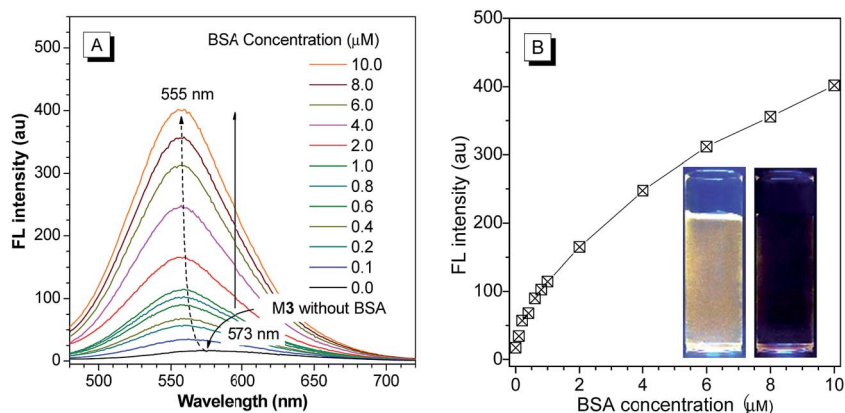 A
BSA Concentration (μM)
10.0
8.0
6.0
4.0
2.0
1.0
0.8
0.6
0.4
0.2
0.1
0.0
555 nm
M3 without BSA
573 nm
500
400
300
200
100
0
FL intensity (au)
500 550 600 650 700
Wavelength (nm)
B
500
400
300
200
100
0
FL intensity (au)
0 2 4 6 8 10
BSA concentration (μM)